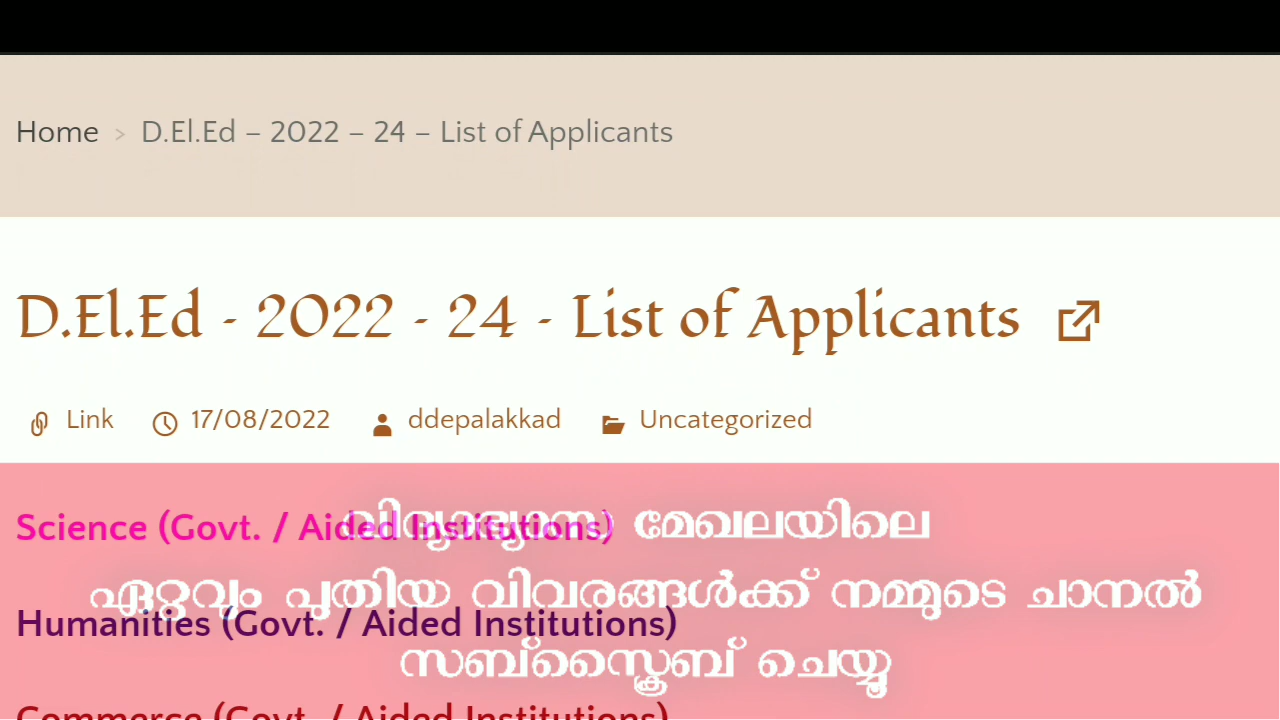 Home > D.El.Ed – 2022 – 24 – List of Applicants
D.El.Ed - 2022 - 24 - List of Applicants
Link 17/08/2022 ddepalakkad Uncategorized
Science (Govt. / Aided Institutions)
വിദ്യാഭ്യാസ മേഖലയിലെ
ഏറ്റവും പുതിയ വിവരങ്ങൾക്ക് നമ്മുടെ ചാനൽ
Humanities (Govt. / Aided Institutions)
സബ്സ്ക്രൈബ് ചെയ്യൂ
Commerce (Govt. / Aided Institutions)